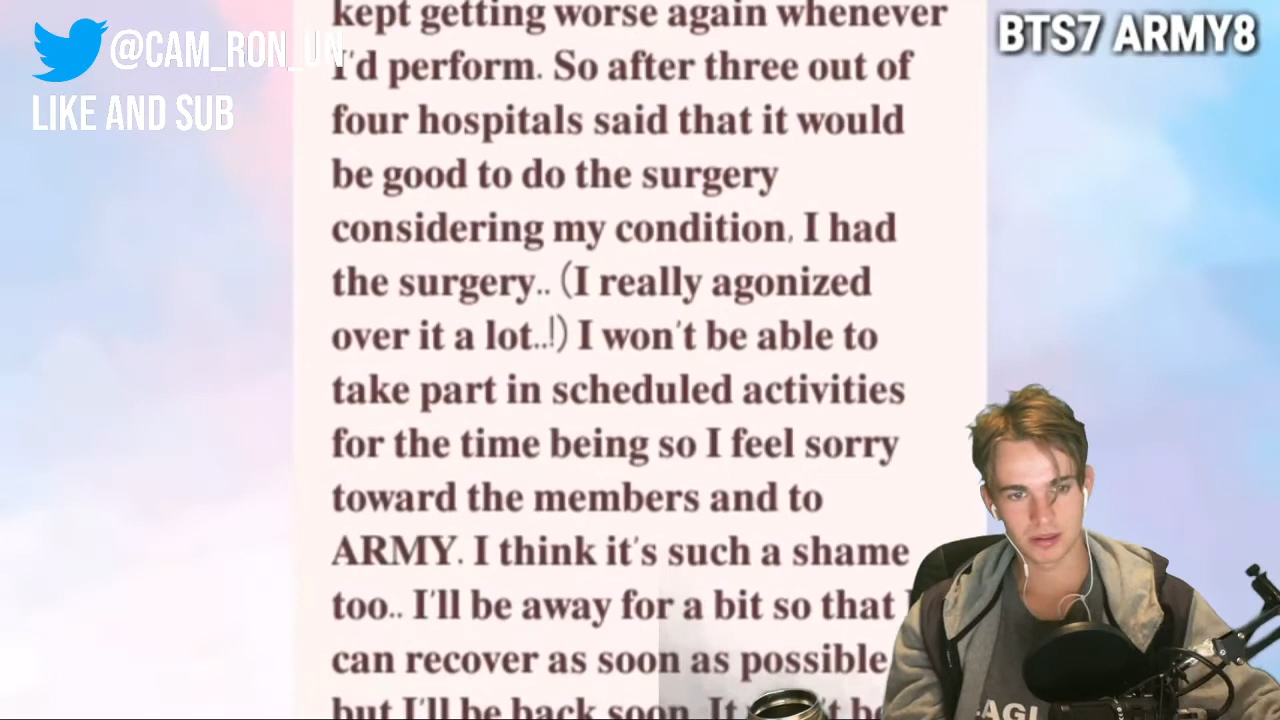 @CAM_RON_UN
LIKE AND SUB
BTS7 ARMY8
kept getting worse again whenever
I'd perform. So after three out of
four hospitals said that it would
be good to do the surgery
considering my condition, I had
the surgery.. (I really agonized
over it a lot..!) I won't be able to
take part in scheduled activities
for the time being so I feel sorry
toward the members and to
ARMY. I think it's such a shame
too.. I'll be away for a bit so that I
can recover as soon as possible
but I'll be back soon. It